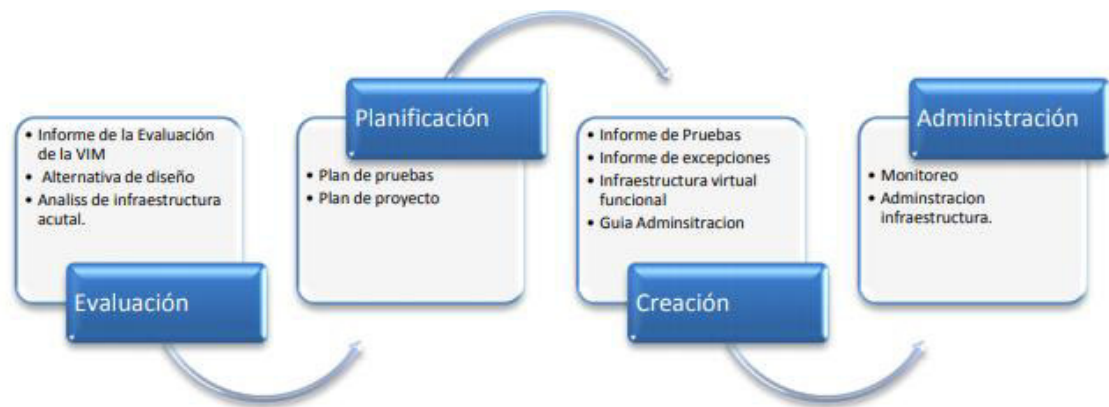 • Informe de la Evaluación
de la VIM
• Alternativa de diseño
• Analiss de infraestructura
acutal.
Evaluación
Planificación
• Plan de pruebas
• Plan de proyecto
• Informe de Pruebas
• Informe de excepciones
• Infraestructura virtual
funcional
• Guia Adminsitracion
Creación
Administración
• Monitoreo
• Adminstracion
infraestructura.